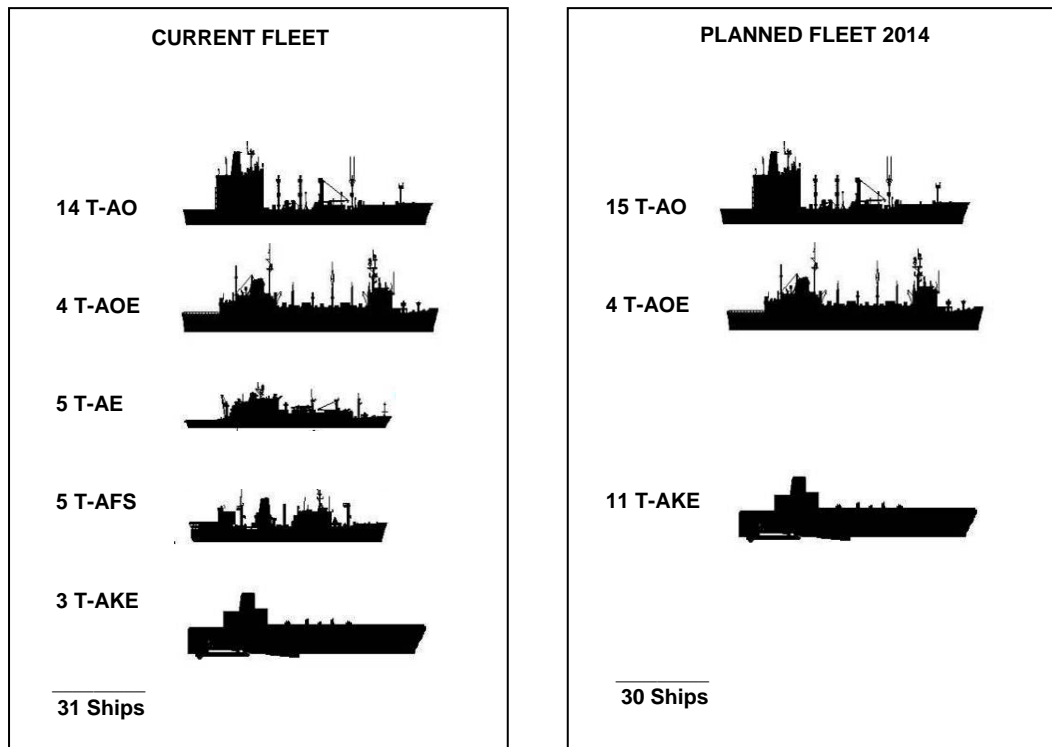 CURRENT FLEET
14 T-AO
4 T-AOE
5 T-AE
5 T-AFS
3 T-AKE
31 Ships
PLANNED FLEET 2014
15 T-AO
4 T-AOE
11 T-AKE
30 Ships